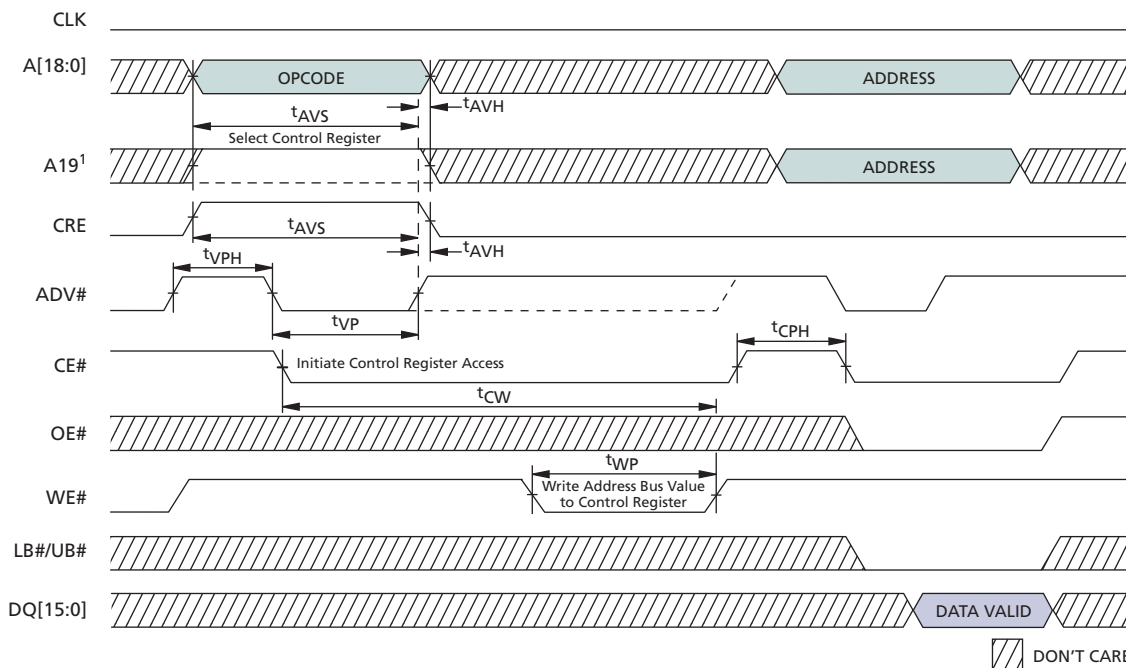 CLK
A[18:0]
OPCODE
ADDRESS
tAVS
tAVH
Select Control Register
A19¹
ADDRESS
CRE
tAVS
tAVH
tVPH
ADV#
tVP
tCPH
CE#
Initiate Control Register Access
tCW
OE#
tWP
WE#
Write Address Bus Value
to Control Register
LB#/UB#
DQ[15:0]
DATA VALID
DON'T CARE